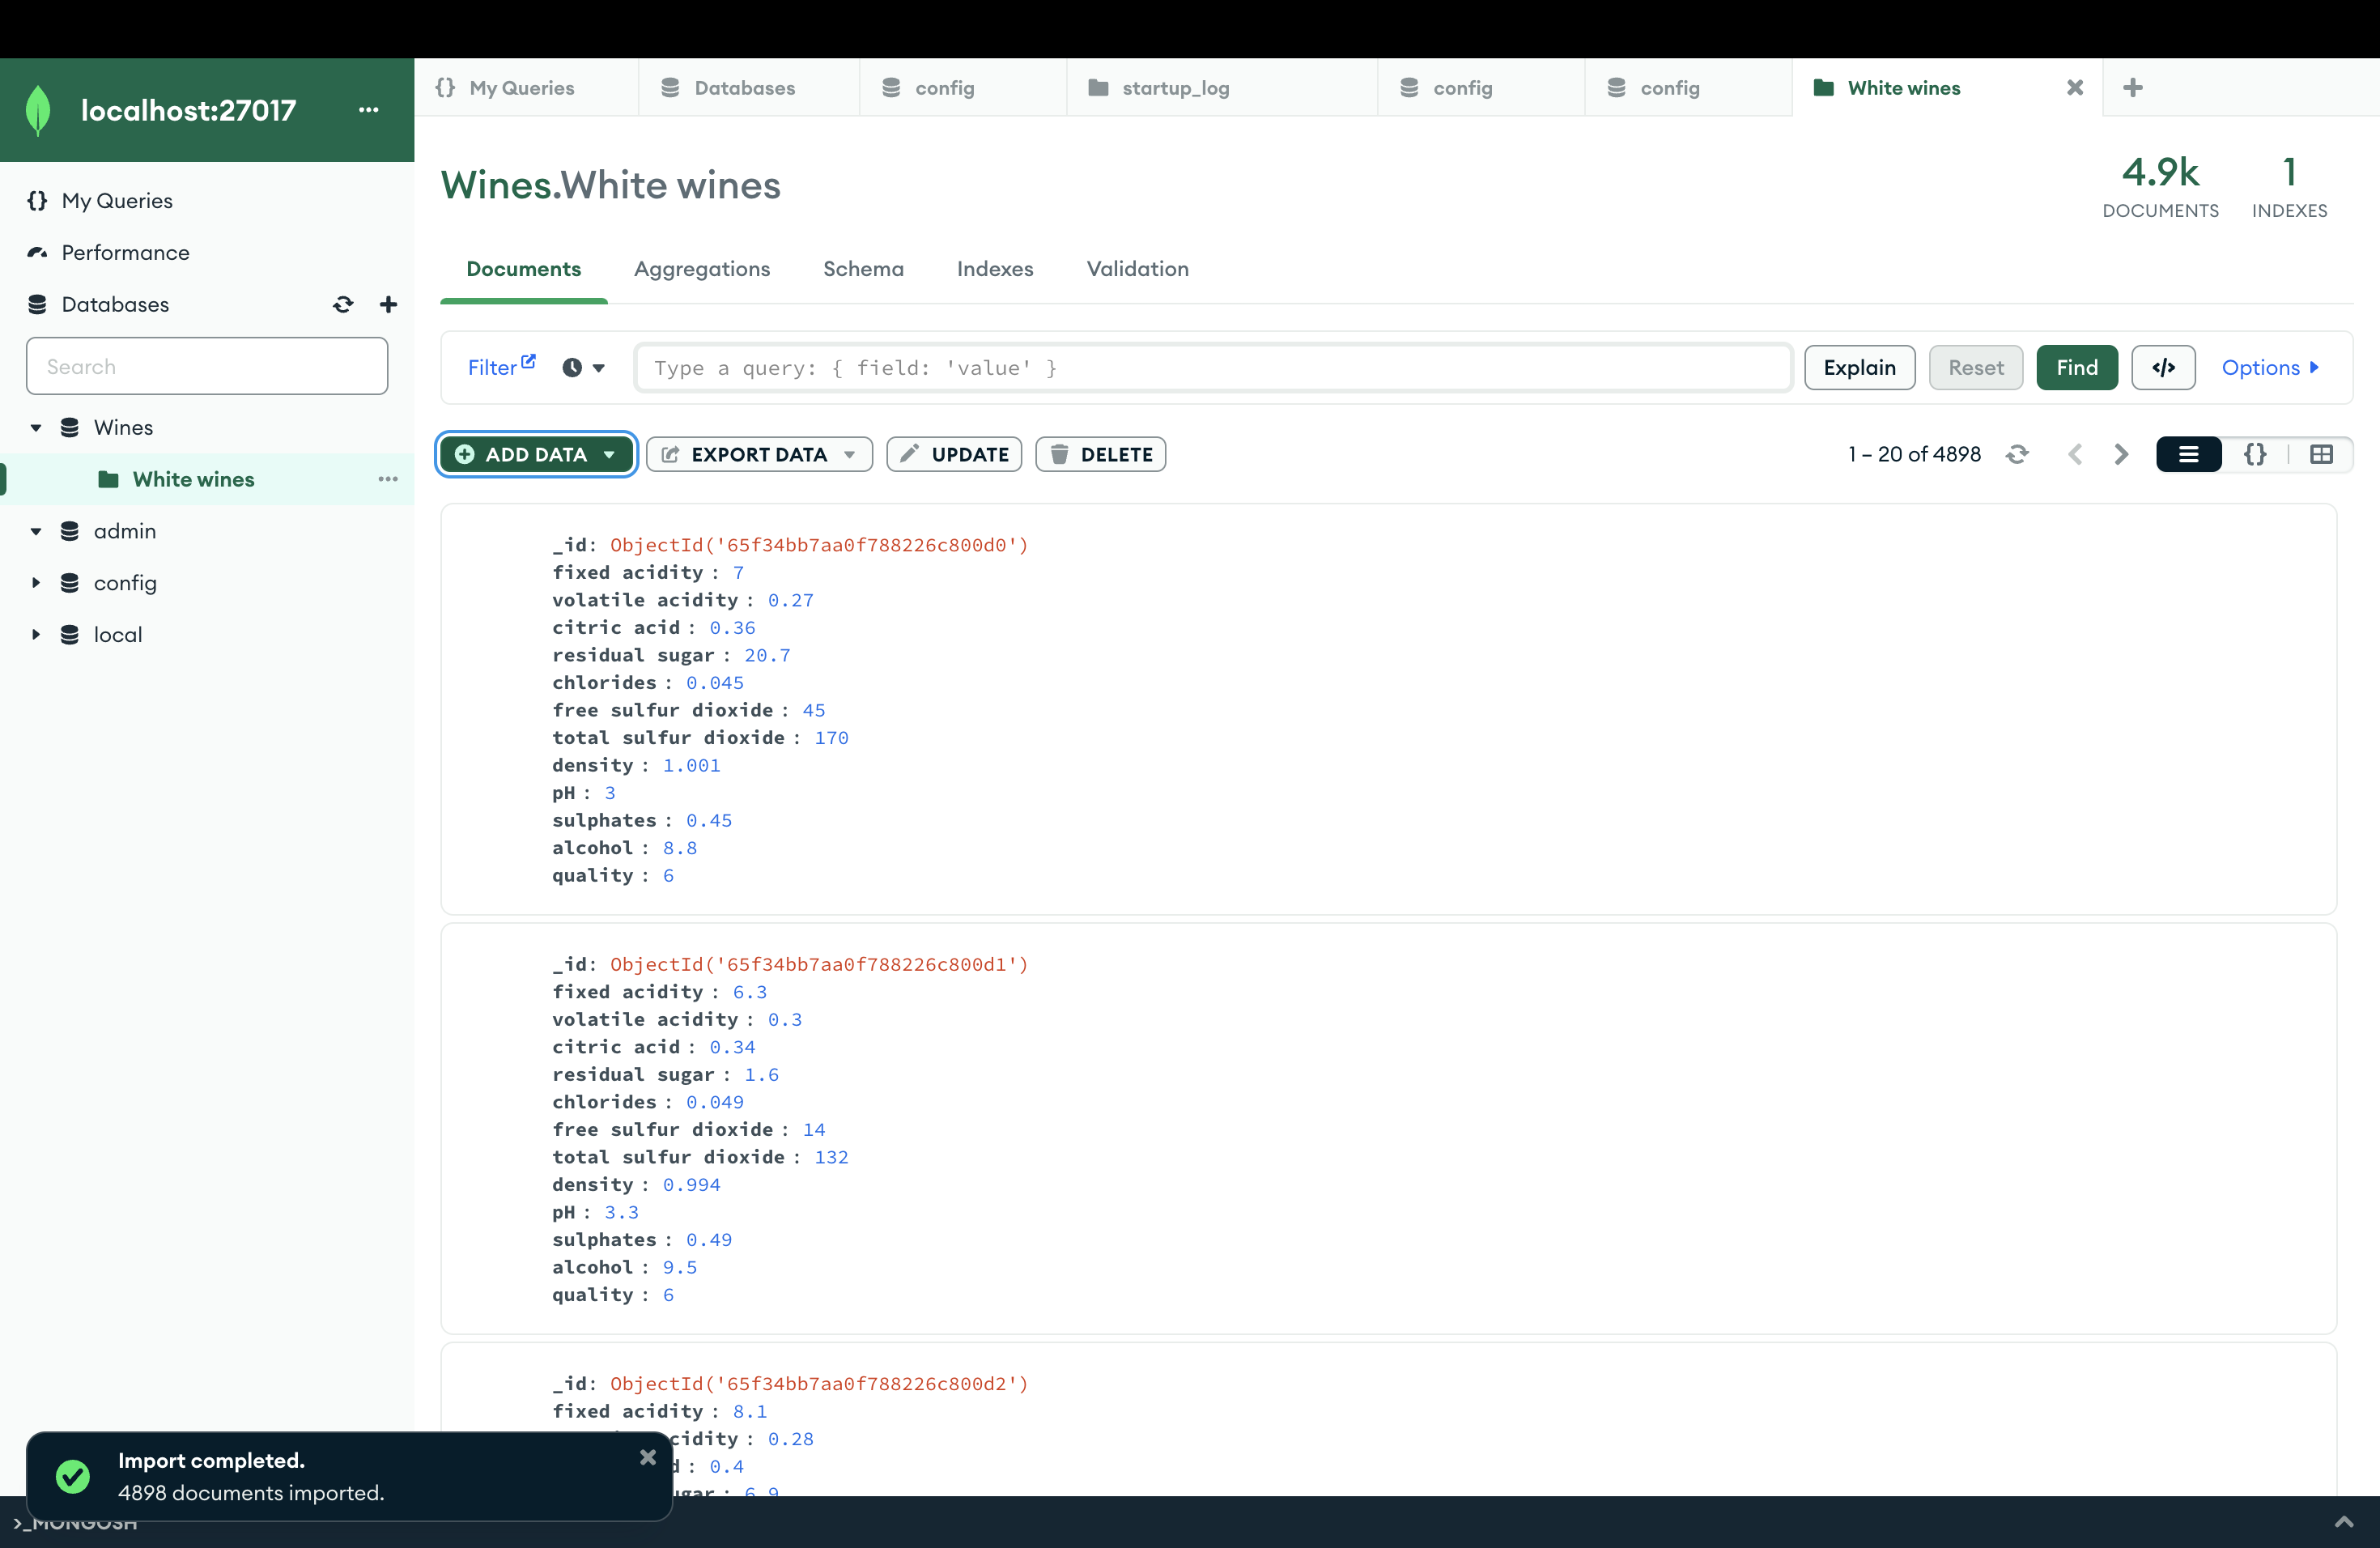 localhost:27017
My Queries
Performance
Databases
Search
Wines
White wines
admin
config
local
My Queries
Databases
config
startup_log
config
config
White wines
Wines.White wines
4.9k
DOCUMENTS
1
INDEXES
Documents
Aggregations
Schema
Indexes
Validation
Filter
Type a query: { field: 'value' }
Explain
Reset
Find
</>
Options
ADD DATA
EXPORT DATA
UPDATE
DELETE
1 – 20 of 4898
{}
_id: ObjectId('65f34bb7aa0f788226c800d0')
fixed acidity : 7
volatile acidity : 0.27
citric acid : 0.36
residual sugar : 20.7
chlorides : 0.045
free sulfur dioxide : 45
total sulfur dioxide : 170
density : 1.001
pH : 3
sulphates : 0.45
alcohol : 8.8
quality : 6
_id: ObjectId('65f34bb7aa0f788226c800d1')
fixed acidity : 6.3
volatile acidity : 0.3
citric acid : 0.34
residual sugar : 1.6
chlorides : 0.049
free sulfur dioxide : 14
total sulfur dioxide : 132
density : 0.994
pH : 3.3
sulphates : 0.49
alcohol : 9.5
quality : 6
_id: ObjectId('65f34bb7aa0f788226c800d2')
fixed acidity : 8.1
cidity : 0.28
d : 0.4
ugar : 6.9
Import completed.
4898 documents imported.
>_MONGOSH